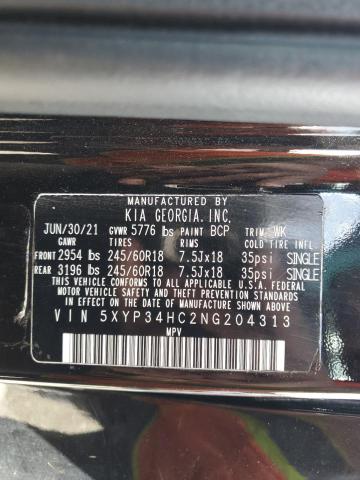 MANUFACTURED BY
KIA GEORGIA.INC.
JUN/30/21 GVWR 5776 lbs PAINT BCP TRIM WK
GAWR TIRES RIMS COLD TIRE INFL.
FRONT 2954 lbs 245/60R18 7.5Jx18 35psi SINGLE
REAR 3196 lbs 245/60R18 7.5Jx18 35psi SINGLE
THIS VEHICLE CONFORMS TO ALL APPLICABLE U.S.A. FEDERAL
MOTOR VEHICLE SAFETY AND THEFT PREVENTION STANDARDS
IN EFFECT ON THE DATE OF MANUFACTURE SHOWN ABOVE.
VIN 5XYP34HC2NG204313
MPV